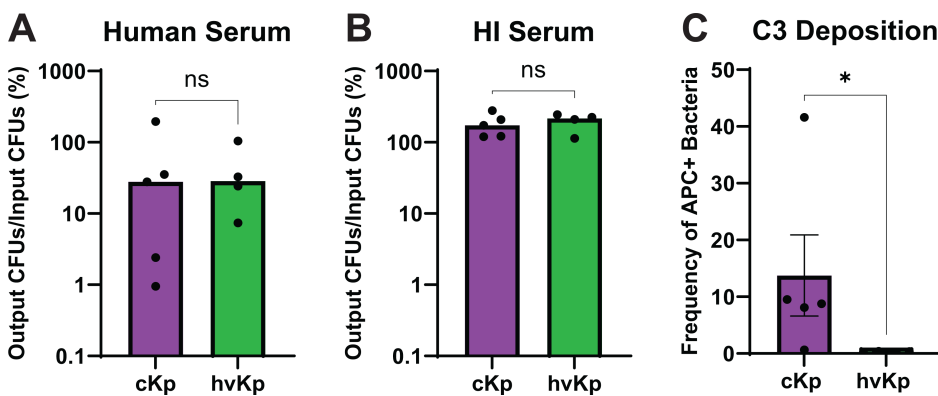 A Human Serum
Output CFUs/Input CFUs (%)
1000
100
10
1
0.1
ns
cKp hvKp
B HI Serum
Output CFUs/Input CFUs (%)
1000
100
10
1
0.1
ns
cKp hvKp
C C3 Deposition
Frequency of APC+ Bacteria
50
40
30
20
10
0
*
cKp hvKp